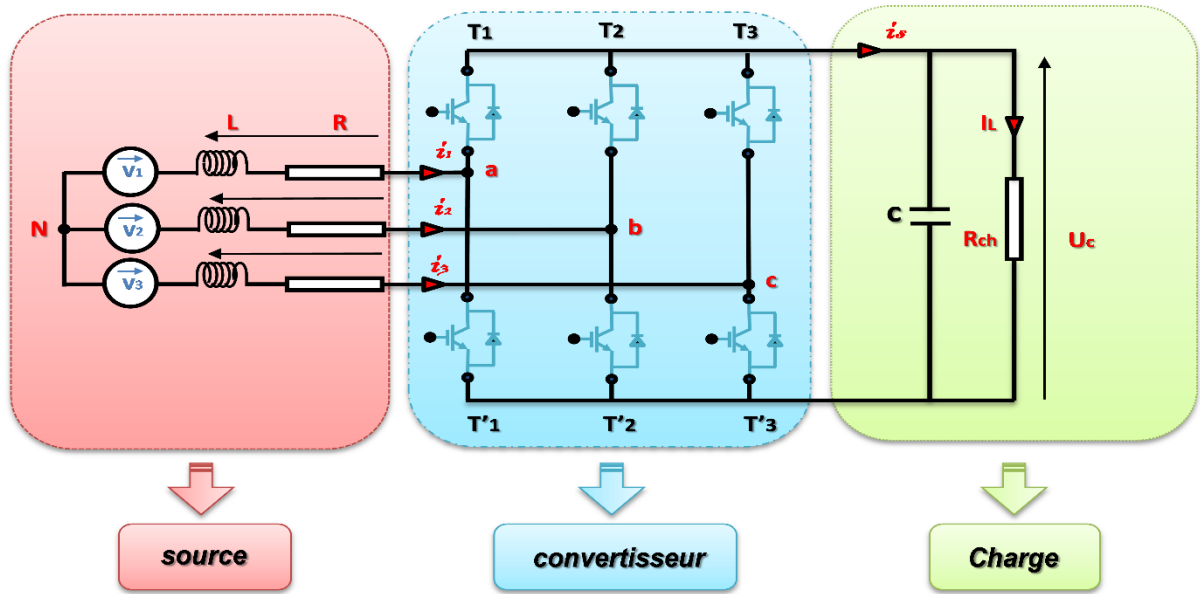 T1 T2 T3
is
L R
IL
V1
i1
a
V2
i2
N
b
C
Rch
Uc
V3
i3
c
T'1 T'2 T'3
source
convertisseur
Charge